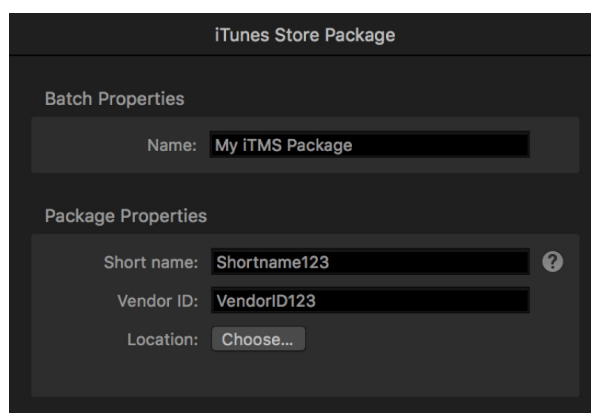 iTunes Store Package
Batch Properties
Name: My iTMS Package
Package Properties
Short name: Shortname123 ?
Vendor ID: VendorID123
Location: Choose...